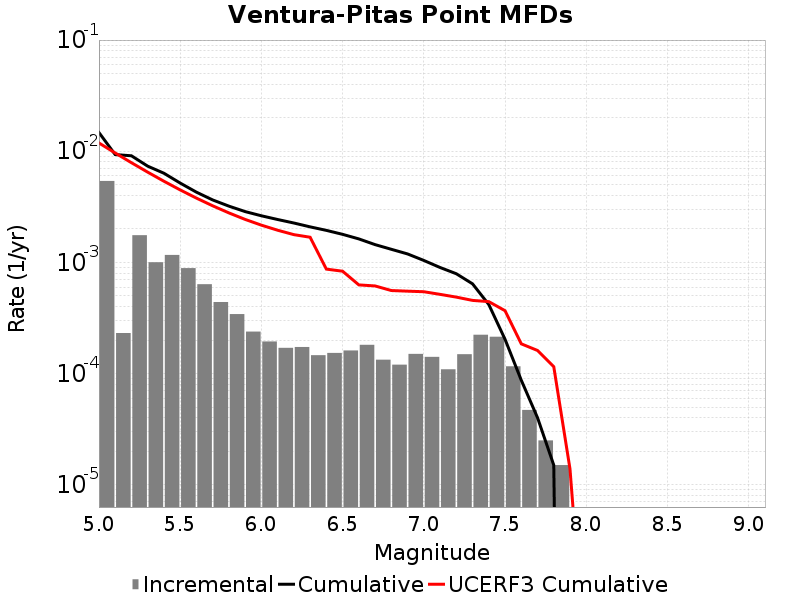 Ventura-Pitas Point MFDs
10-1
10-2
10-3
10-4
10-5
Rate (1/yr)
5.0 5.5 6.0 6.5 7.0 7.5 8.0 8.5 9.0
Magnitude
Incremental Cumulative UCERF3 Cumulative